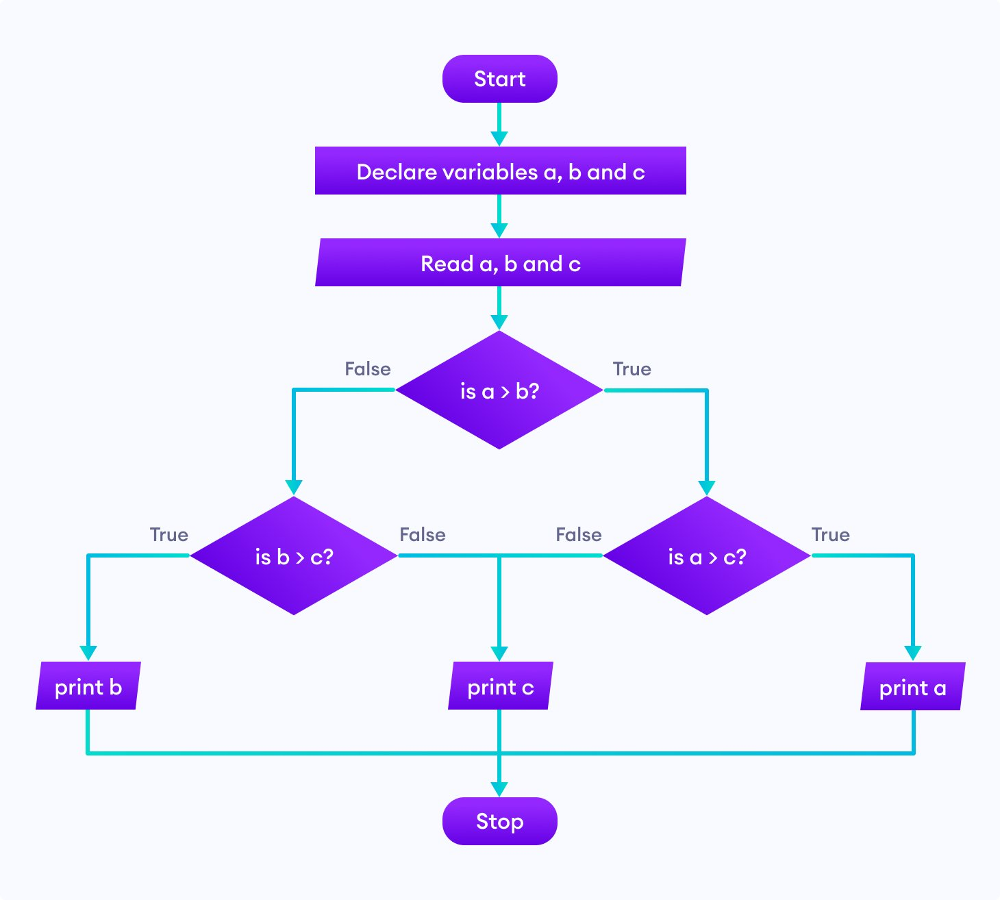 Start
Declare variables a, b and c
Read a, b and c
False
True
is a > b?
True
False
False
True
is b > c?
is a > c?
print b
print c
print a
Stop